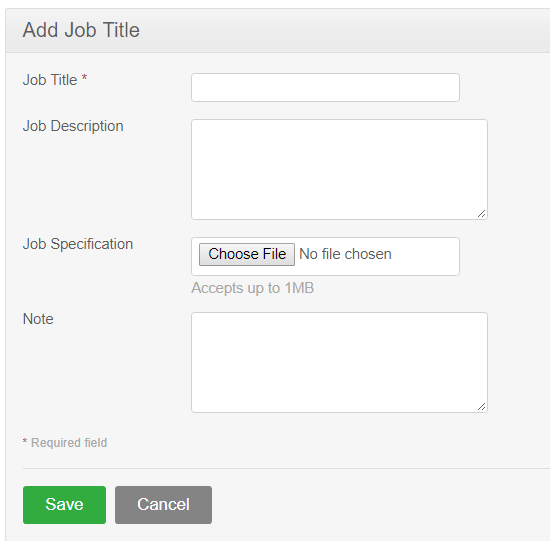 Add Job Title
Job Title *
Job Description
Job Specification
Choose File No file chosen
Accepts up to 1MB
Note
* Required field
Save Cancel